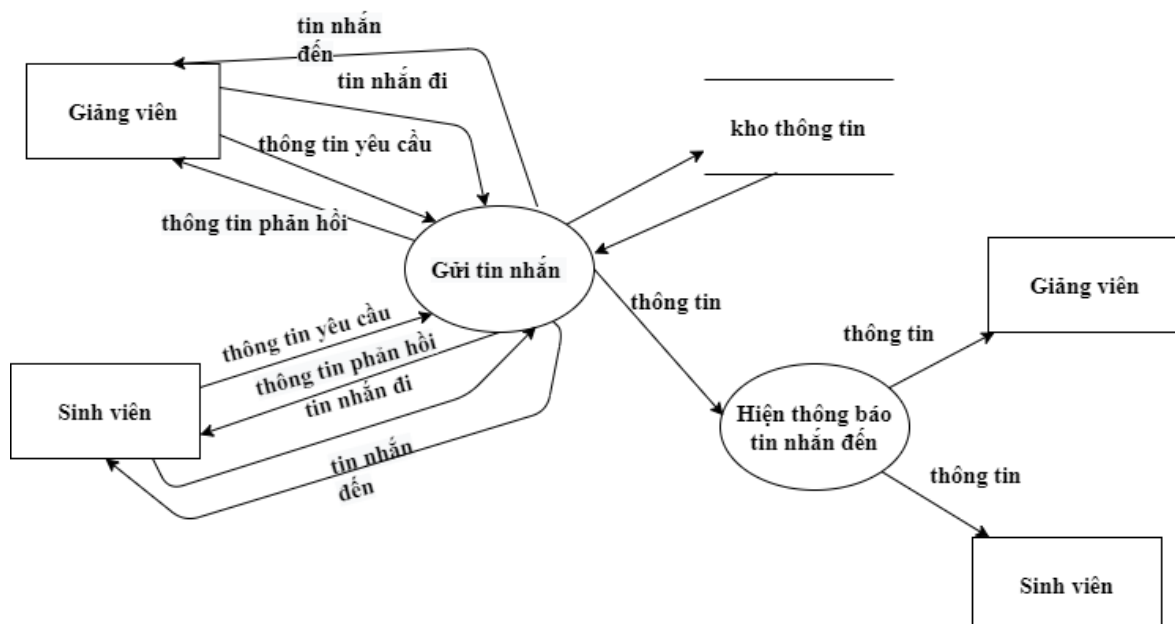 tin nhắn
đến
tin nhắn đi
Giảng viên
kho thông tin
thông tin yêu cầu
thông tin phản hồi
Gửi tin nhắn
Giảng viên
thông tin
thông tin
thông tin yêu cầu
thông tin phản hồi
tin nhắn đi
Sinh viên
Hiện thông báo
tin nhắn đến
tin nhắn
đến
thông tin
Sinh viên